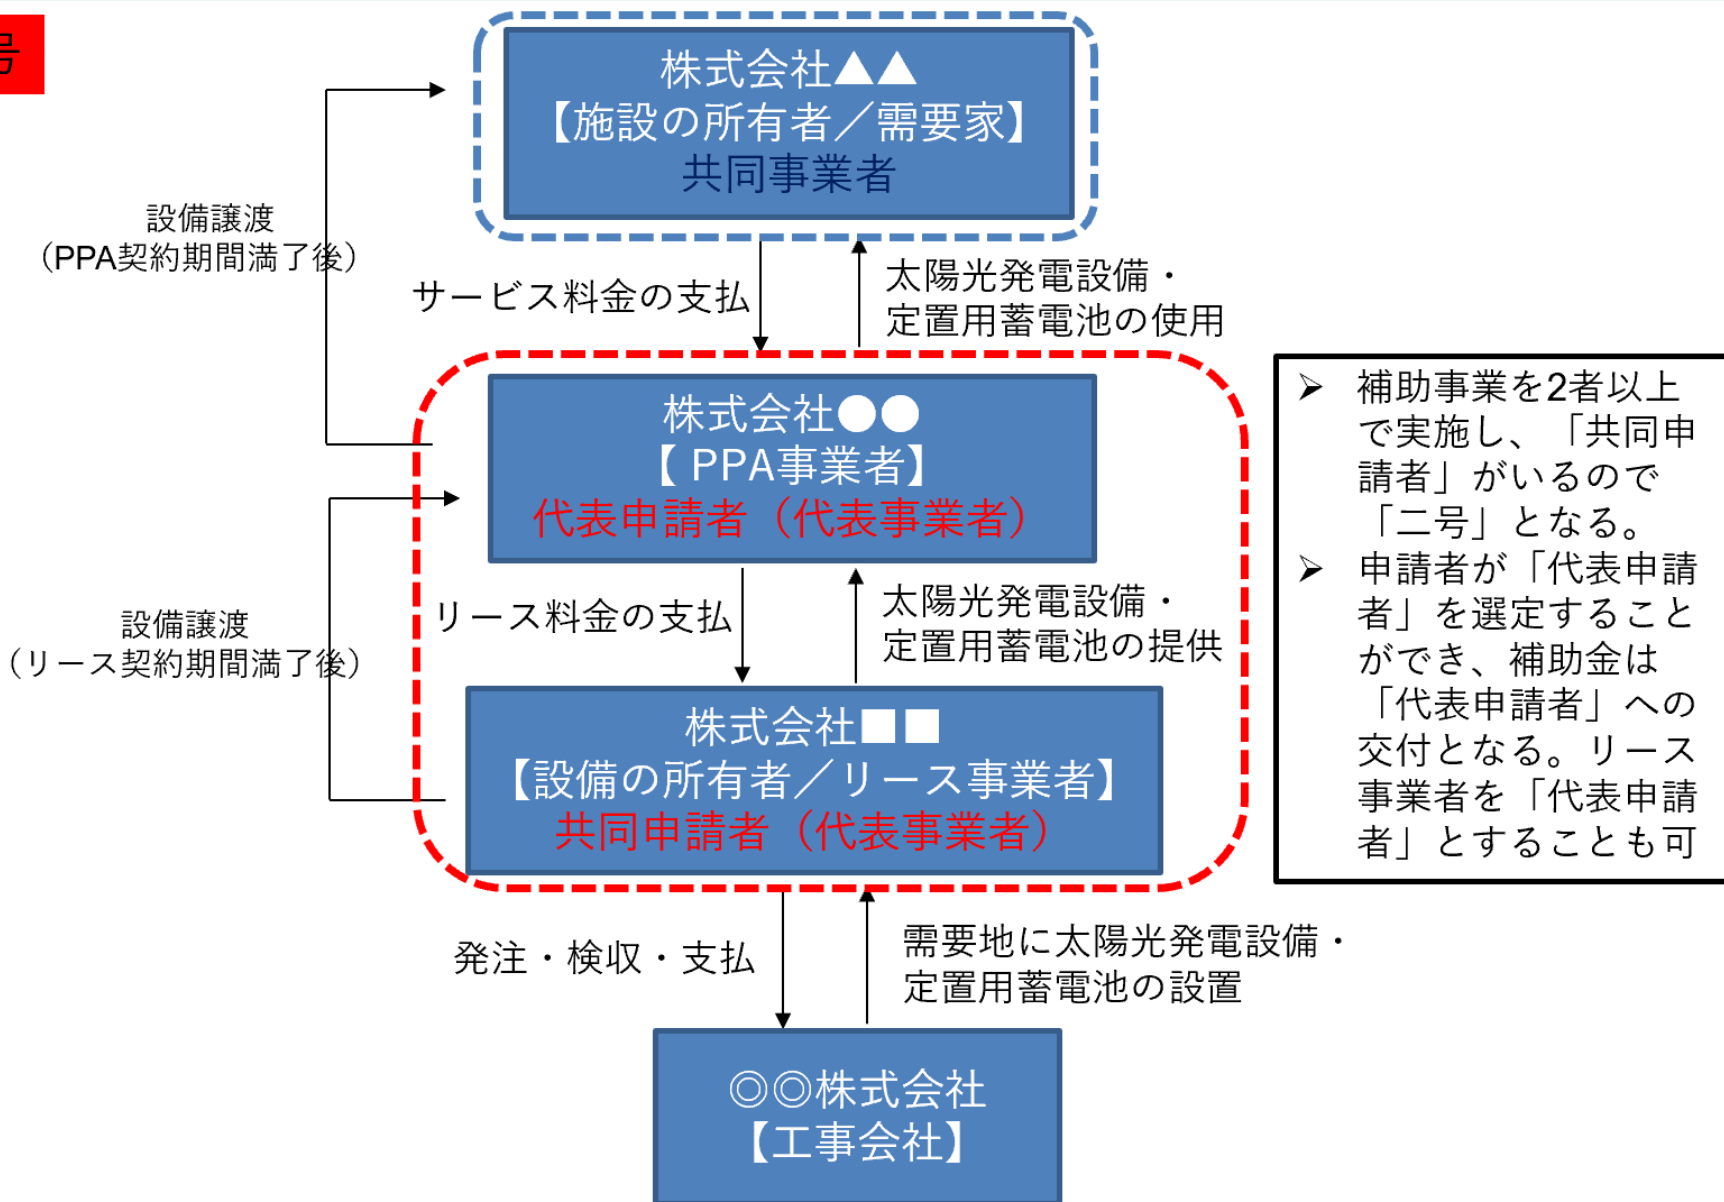 号
株式会社▲▲
【施設の所有者／需要家】
共同事業者
設備譲渡
（PPA契約期間満了後）
サービス料金の支払
太陽光発電設備・
定置用蓄電池の使用
株式会社●●
【 PPA事業者】
代表申請者（代表事業者）
➢ 補助事業を2者以上
で実施し、「共同申
請者」がいるので
「二号」となる。
➢ 申請者が「代表申請
者」を選定すること
ができ、補助金は
「代表申請者」への
交付となる。リース
事業者を「代表申請
者」とすることも可
設備譲渡
（リース契約期間満了後）
リース料金の支払
太陽光発電設備・
定置用蓄電池の提供
株式会社■■
【設備の所有者／リース事業者】
共同申請者（代表事業者）
発注・検収・支払
需要地に太陽光発電設備・
定置用蓄電池の設置
◎◎株式会社
【工事会社】